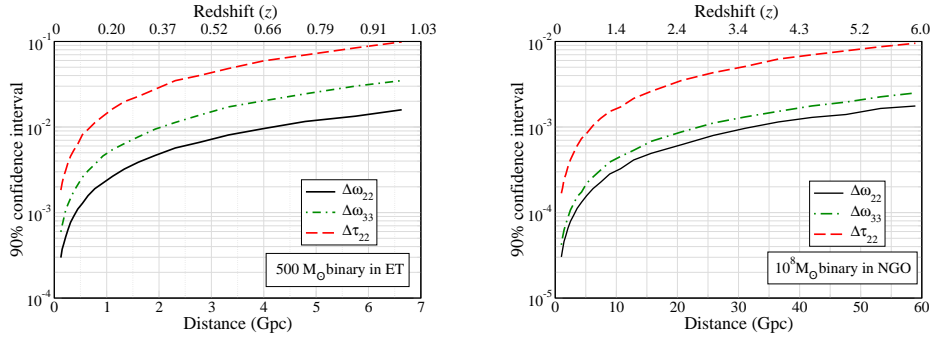 Redshift (z)
0 0.20 0.37 0.52 0.66 0.79 0.91 1.03
10^-1
10^-2
10^-3
10^-4
90% confidence interval
Δω22
Δω33
Δτ22
500 M⊙binary in ET
0 1 2 3 4 5 6 7
Distance (Gpc)
Redshift (z)
0 1.4 2.4 3.4 4.3 5.2 6.0
10^-2
10^-3
10^-4
10^-5
90% confidence interval
Δω22
Δω33
Δτ22
10^8M⊙binary in NGO
0 10 20 30 40 50 60
Distance (Gpc)